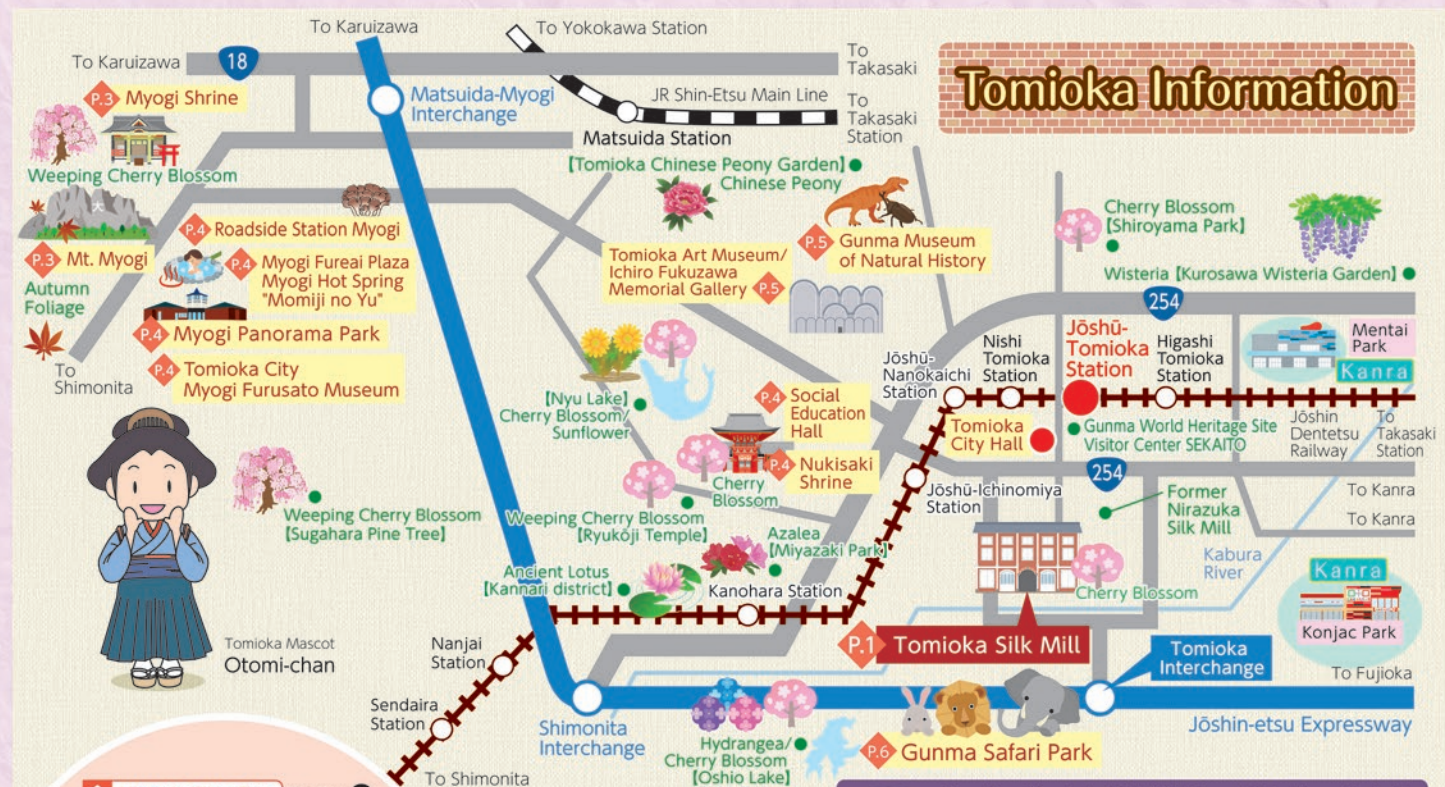 Tomioka Information
To Karuizawa
To Yokokawa Station
To Karuizawa
18
To
Takasaki
P.3 Myogi Shrine
Matsuida-Myogi
Interchange
JR Shin-Etsu Main Line
To
Takasaki
Station
Matsuida Station
Weeping Cherry Blossom
【Tomioka Chinese Peony Garden】
Chinese Peony
大
P.4 Roadside Station Myogi
P.3 Mt. Myogi
Autumn
Foliage
P.4 Myogi Fureai Plaza
Myogi Hot Spring
"Momiji no Yu"
P.4 Myogi Panorama Park
P.4 Tomioka City
Myogi Furusato Museum
To
Shimonita
Tomioka Art Museum/
Ichiro Fukuzawa
Memorial Gallery P.5
P.5 Gunma Museum
of Natural History
Cherry Blossom
【Shiroyama Park】
Wisteria【Kurosawa Wisteria Garden】
254
Jōshū-
Nanokaichi
Station
Nishi
Tomioka
Station
Jōshū-
Tomioka
Station
Higashi
Tomioka
Station
Mentai
Park
Kanra
【Nyu Lake】
Cherry Blossom/
Sunflower
P.4 Social
Education
Hall
P.4 Nukisaki
Shrine
Cherry
Blossom
Tomioka
City Hall
Gunma World Heritage Site
Visitor Center SEKAITO
Jōshin
Dentetsu
Railway
To
Takasaki
Station
254
Jōshū-Ichinomiya
Station
Former
Nirazuka
Silk Mill
To Kanra
To Kanra
Weeping Cherry Blossom
【Sugahara Pine Tree】
Weeping Cherry Blossom
【Ryukōji Temple】
Azalea
【Miyazaki Park】
Ancient Lotus
【Kannari district】
Kanohara Station
Cherry Blossom
Kabura
River
Kanra
Konjac Park
Tomioka Mascot
Otomi-chan
Nanjai
Station
Sendaira
Station
P.1 Tomioka Silk Mill
Tomioka
Interchange
To Fujioka
Shimonita
Interchange
Jōshin-etsu Expressway
Hydrangea/
Cherry Blossom
【Oshio Lake】
P.6 Gunma Safari Park
To Shimonita